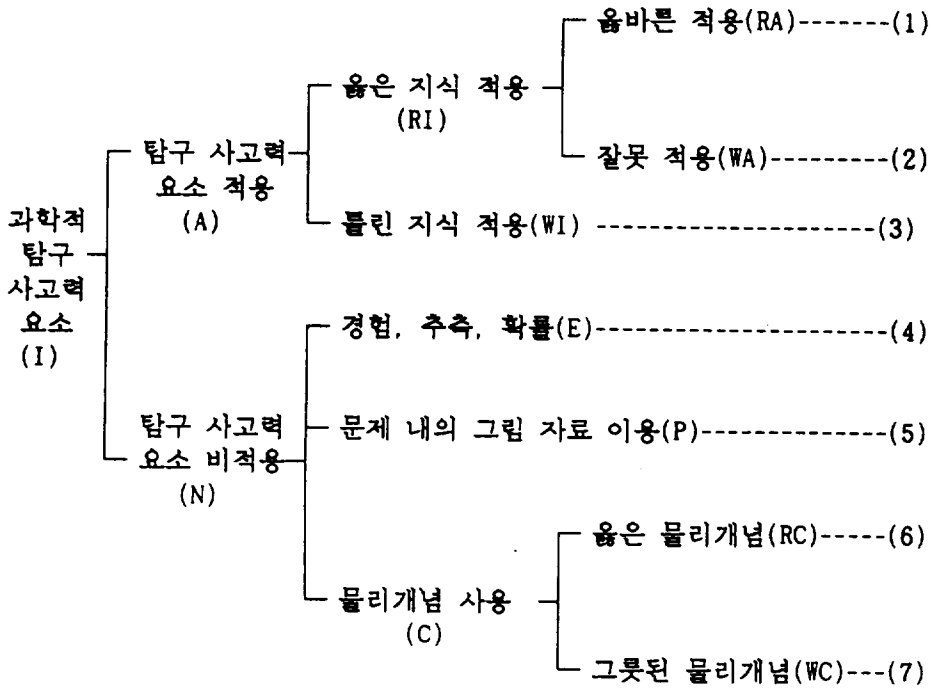 옳바른 적용(RA)-------(1)
옳은 지식 적용
(RI)
탐구 사고력
요소 적용
(A)
잘못 적용(WA)--------(2)
틀린 지식 적용(WI) -------------------(3)
과학적
탐구
사고력
요소
(I)
경험, 추측, 확률(E)-------------------(4)
탐구 사고력
요소 비적용
(N)
문제 내의 그림 자료 이용(P)------------(5)
옳은 물리개념(RC)-----(6)
물리개념 사용
(C)
그릇된 물리개념(WC)---(7)